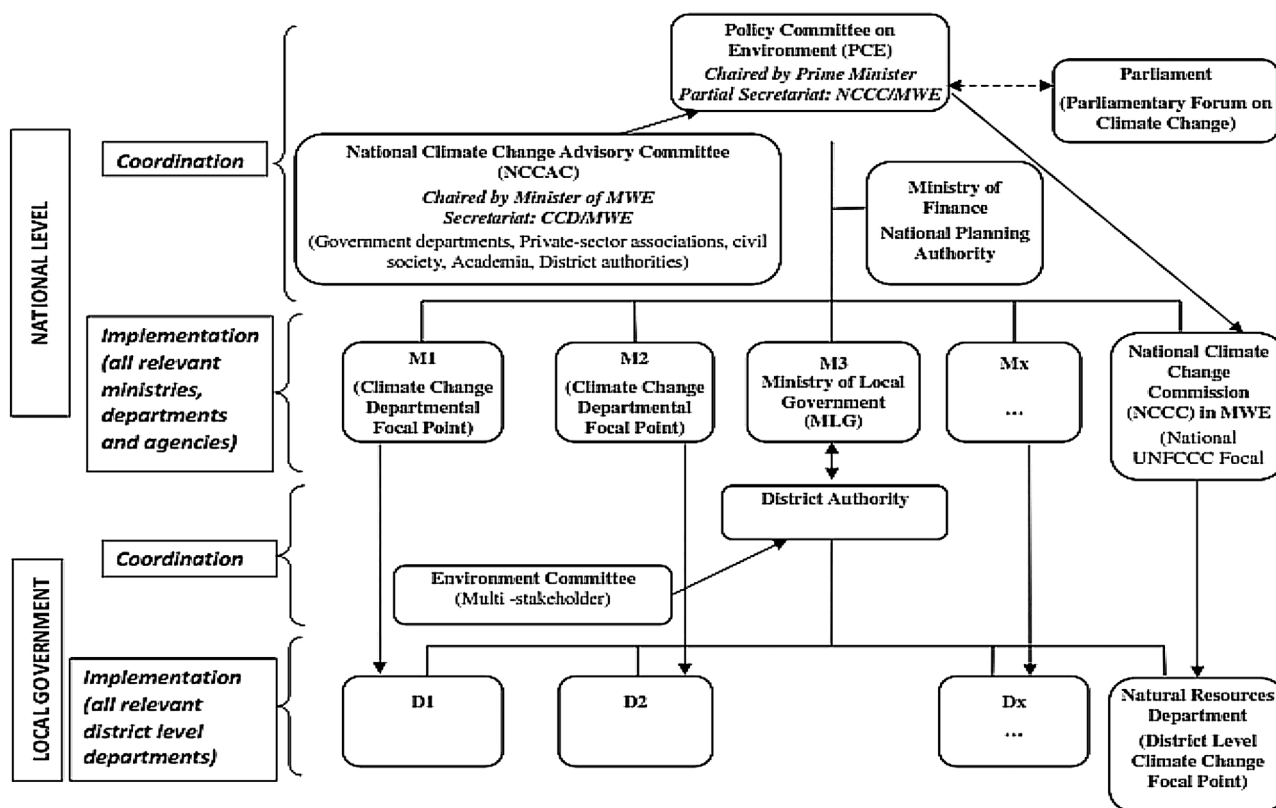 Policy Committee on
Environment (PCE)
Chaired by Prime Minister
Partial Secretariat: NCCC/MWE
Parliament
(Parliamentary Forum on
Climate Change)
NATIONAL LEVEL
Coordination
National Climate Change Advisory Committee
(NCCAC)
Chaired by Minister of MWE
Secretariat: CCD/MWE
(Government departments, Private-sector associations, civil
society, Academia, District authorities)
Ministry of
Finance
National Planning
Authority
Implementation
(all relevant
ministries,
departments
and agencies)
M1
(Climate Change
Departmental
Focal Point)
M2
(Climate Change
Departmental
Focal Point)
M3
Ministry of Local
Government
(MLG)
Mx
...
National Climate
Change
Commission
(NCCC) in MWE
(National
UNFCCC Focal
LOCAL GOVERNMENT
Coordination
District Authority
Environment Committee
(Multi -stakeholder)
Implementation
(all relevant
district level
departments)
D1
D2
Dx
...
Natural Resources
Department
(District Level
Climate Change
Focal Point)